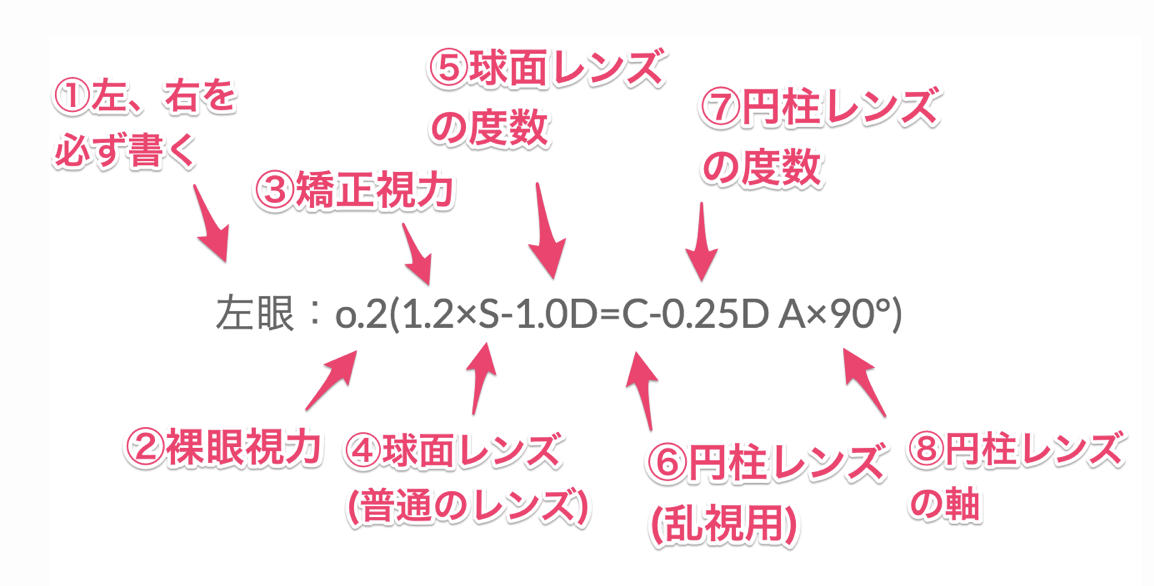 ①左、右を
必ず書く
②裸眼視力
③矯正視力
④球面レンズ
(普通のレンズ)
⑤球面レンズ
の度数
⑥円柱レンズ
(乱視用)
⑦円柱レンズ
の度数
⑧円柱レンズ
の軸
左眼：o.2(1.2×S-1.0D=C-0.25D A×90°)